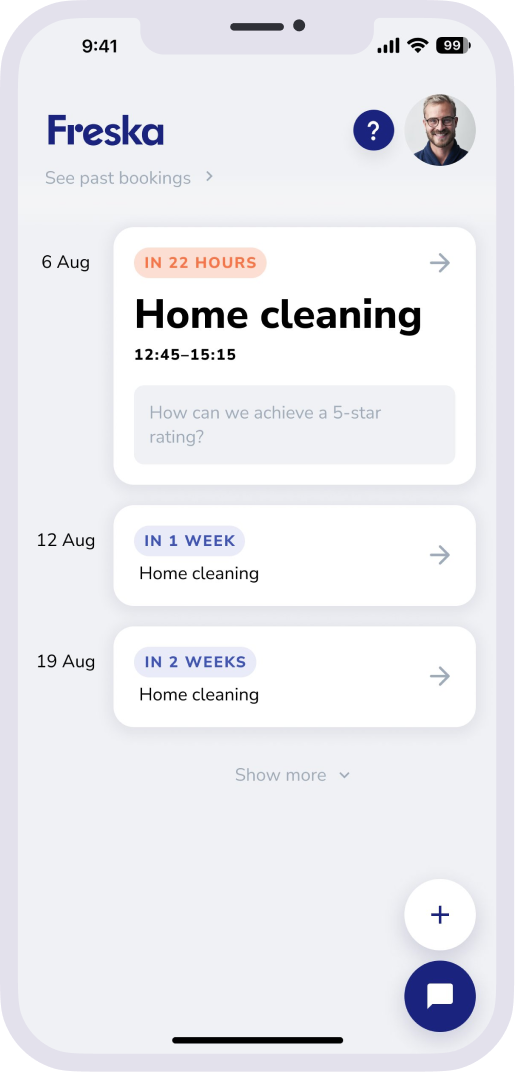 9:41
99
Freska
?
See past bookings
6 Aug
IN 22 HOURS
Home cleaning
12:45–15:15
How can we achieve a 5-star
rating?
12 Aug
IN 1 WEEK
Home cleaning
19 Aug
IN 2 WEEKS
Home cleaning
Show more
+